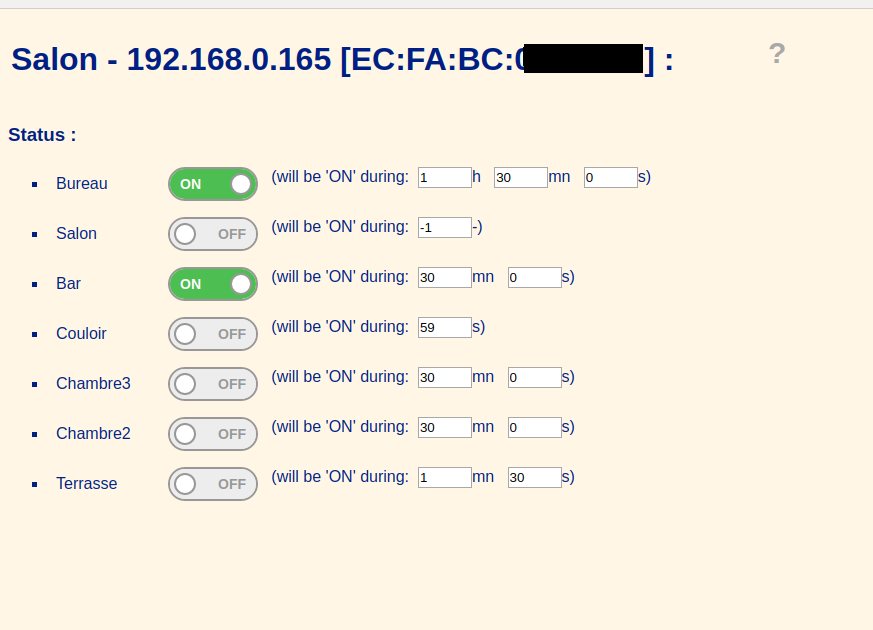 Salon - 192.168.0.165 [EC:FA:BC: ] : ?
Status :
Bureau ON (will be 'ON' during: 1 h 30 mn 0 s)
Salon OFF (will be 'ON' during: -1 -)
Bar ON (will be 'ON' during: 30 mn 0 s)
Couloir OFF (will be 'ON' during: 59 s)
Chambre3 OFF (will be 'ON' during: 30 mn 0 s)
Chambre2 OFF (will be 'ON' during: 30 mn 0 s)
Terrasse OFF (will be 'ON' during: 1 mn 30 s)